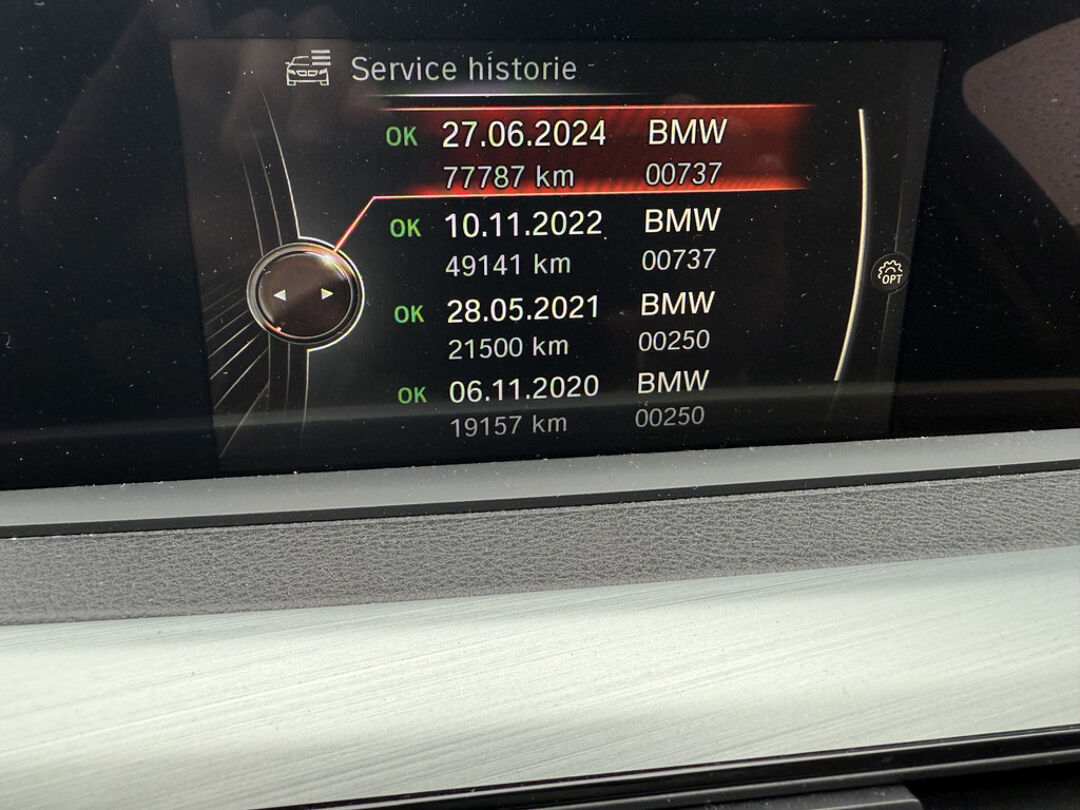 Service historie
OK 27.06.2024 BMW
77787 km 00737
OK 10.11.2022 BMW
49141 km 00737
OK 28.05.2021 BMW
21500 km 00250
OK 06.11.2020 BMW
19157 km 00250
OPT